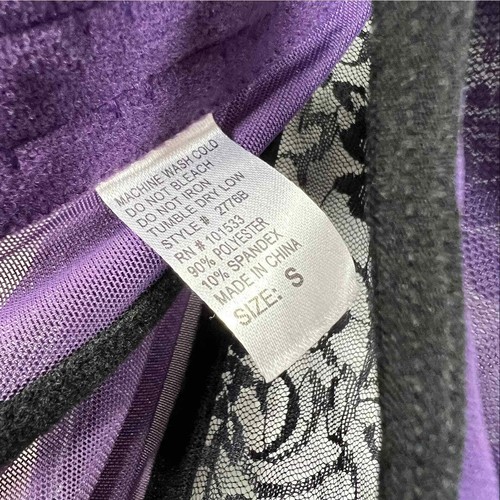 MACHINE WASH COLD
DO NOT BLEACH
DO NOT IRON
TUMBLE DRY LOW
STYLE # 2776B
RN # 101533
90% POLYESTER
10% SPANDEX
MADE IN CHINA
SIZE: S